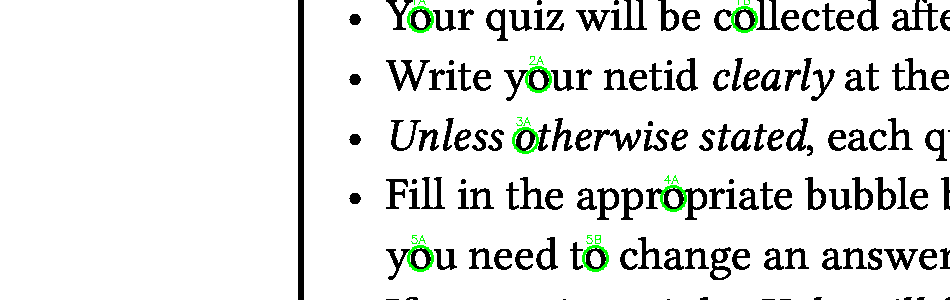 • Your quiz will be collected afte
• Write your netid clearly at the
• Unless otherwise stated, each q
• Fill in the appropriate bubble b
you need to change an answer
1A
1B
2A
3A
4A
5A
5B